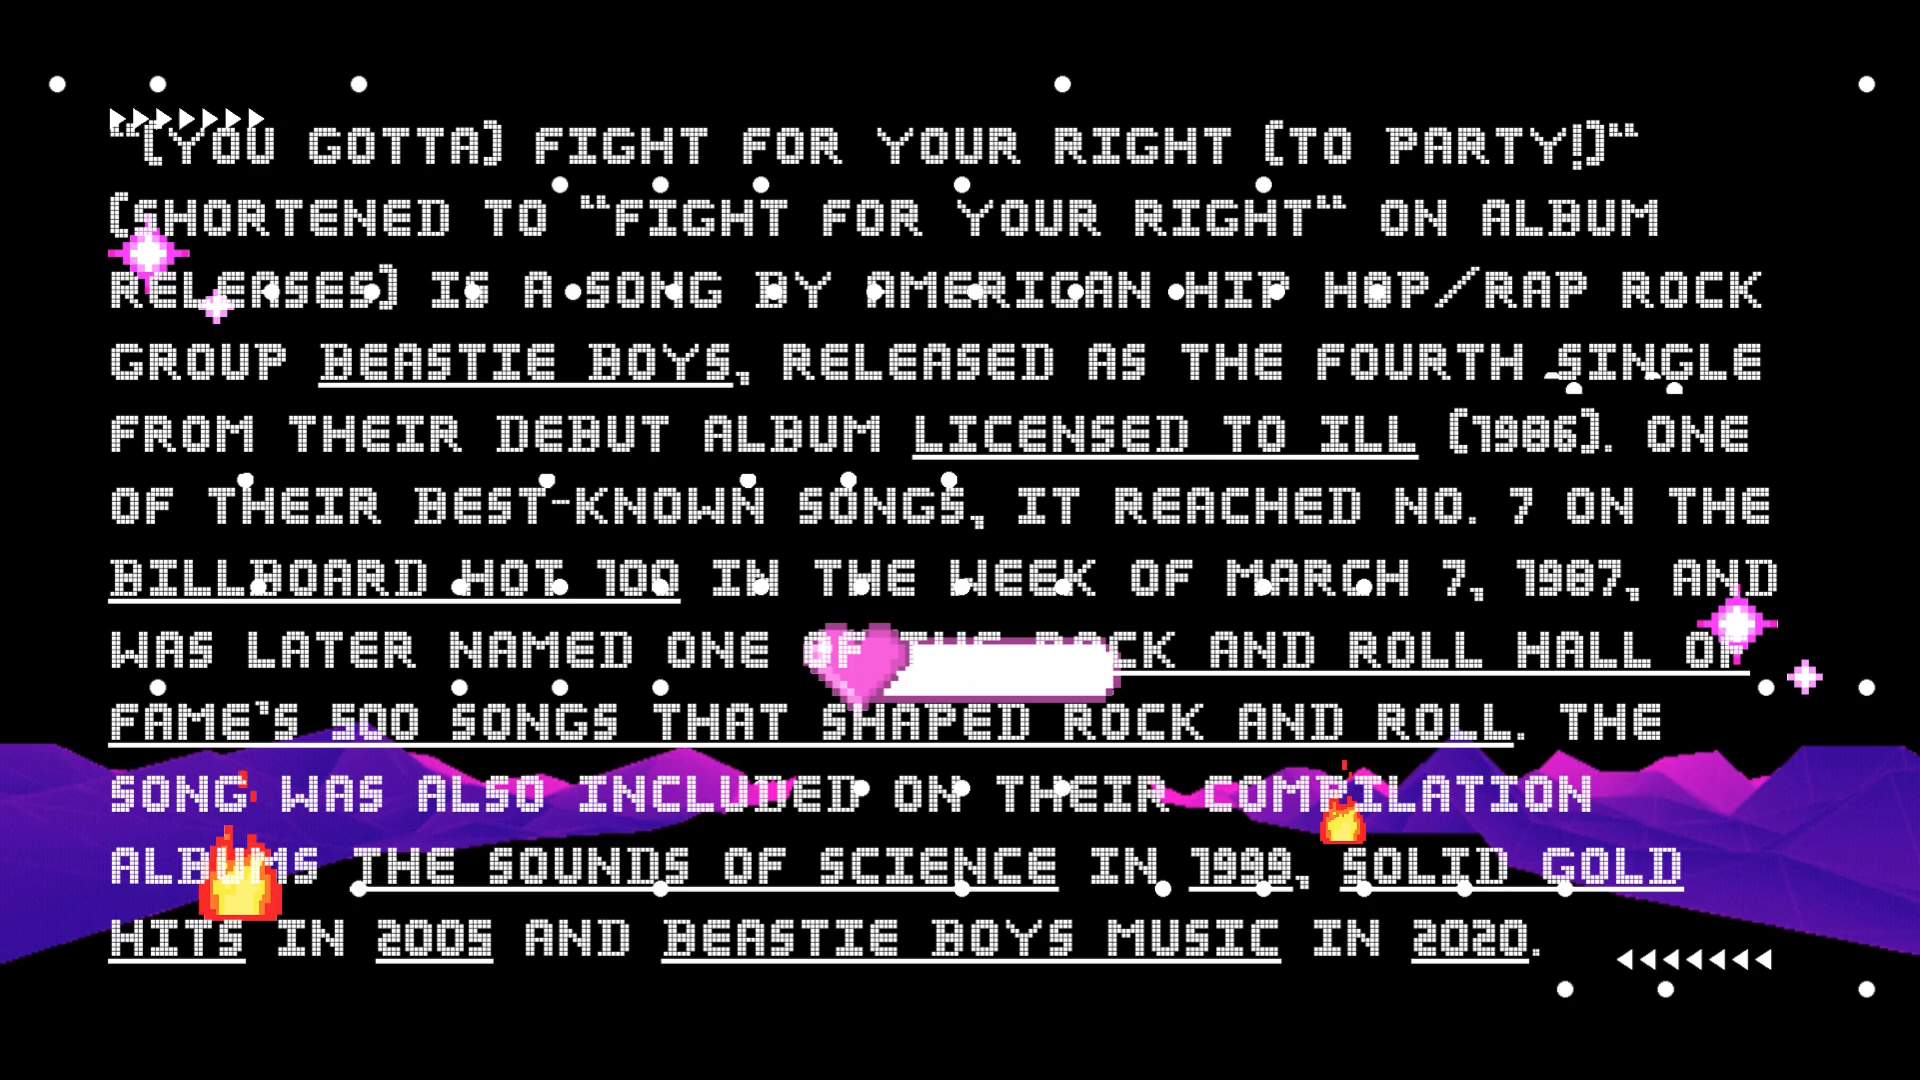 "(YOU GOTTA) FIGHT FOR YOUR RIGHT (TO PARTY!)"
(SHORTENED TO "FIGHT FOR YOUR RIGHT" ON ALBUM
RELEASES) IS A SONG BY AMERICAN HIP HOP/RAP ROCK
GROUP BEASTIE BOYS, RELEASED AS THE FOURTH SINGLE
FROM THEIR DEBUT ALBUM LICENSED TO ILL (1986). ONE
OF THEIR BEST-KNOWN SONGS, IT REACHED NO. 7 ON THE
BILLBOARD HOT 100 IN THE WEEK OF MARCH 7, 1987, AND
WAS LATER NAMED ONE OF THE ROCK AND ROLL HALL OF
FAME'S 500 SONGS THAT SHAPED ROCK AND ROLL. THE
SONG WAS ALSO INCLUDED ON THEIR COMPILATION
ALBUMS THE SOUNDS OF SCIENCE IN 1999, SOLID GOLD
HITS IN 2005 AND BEASTIE BOYS MUSIC IN 2020.